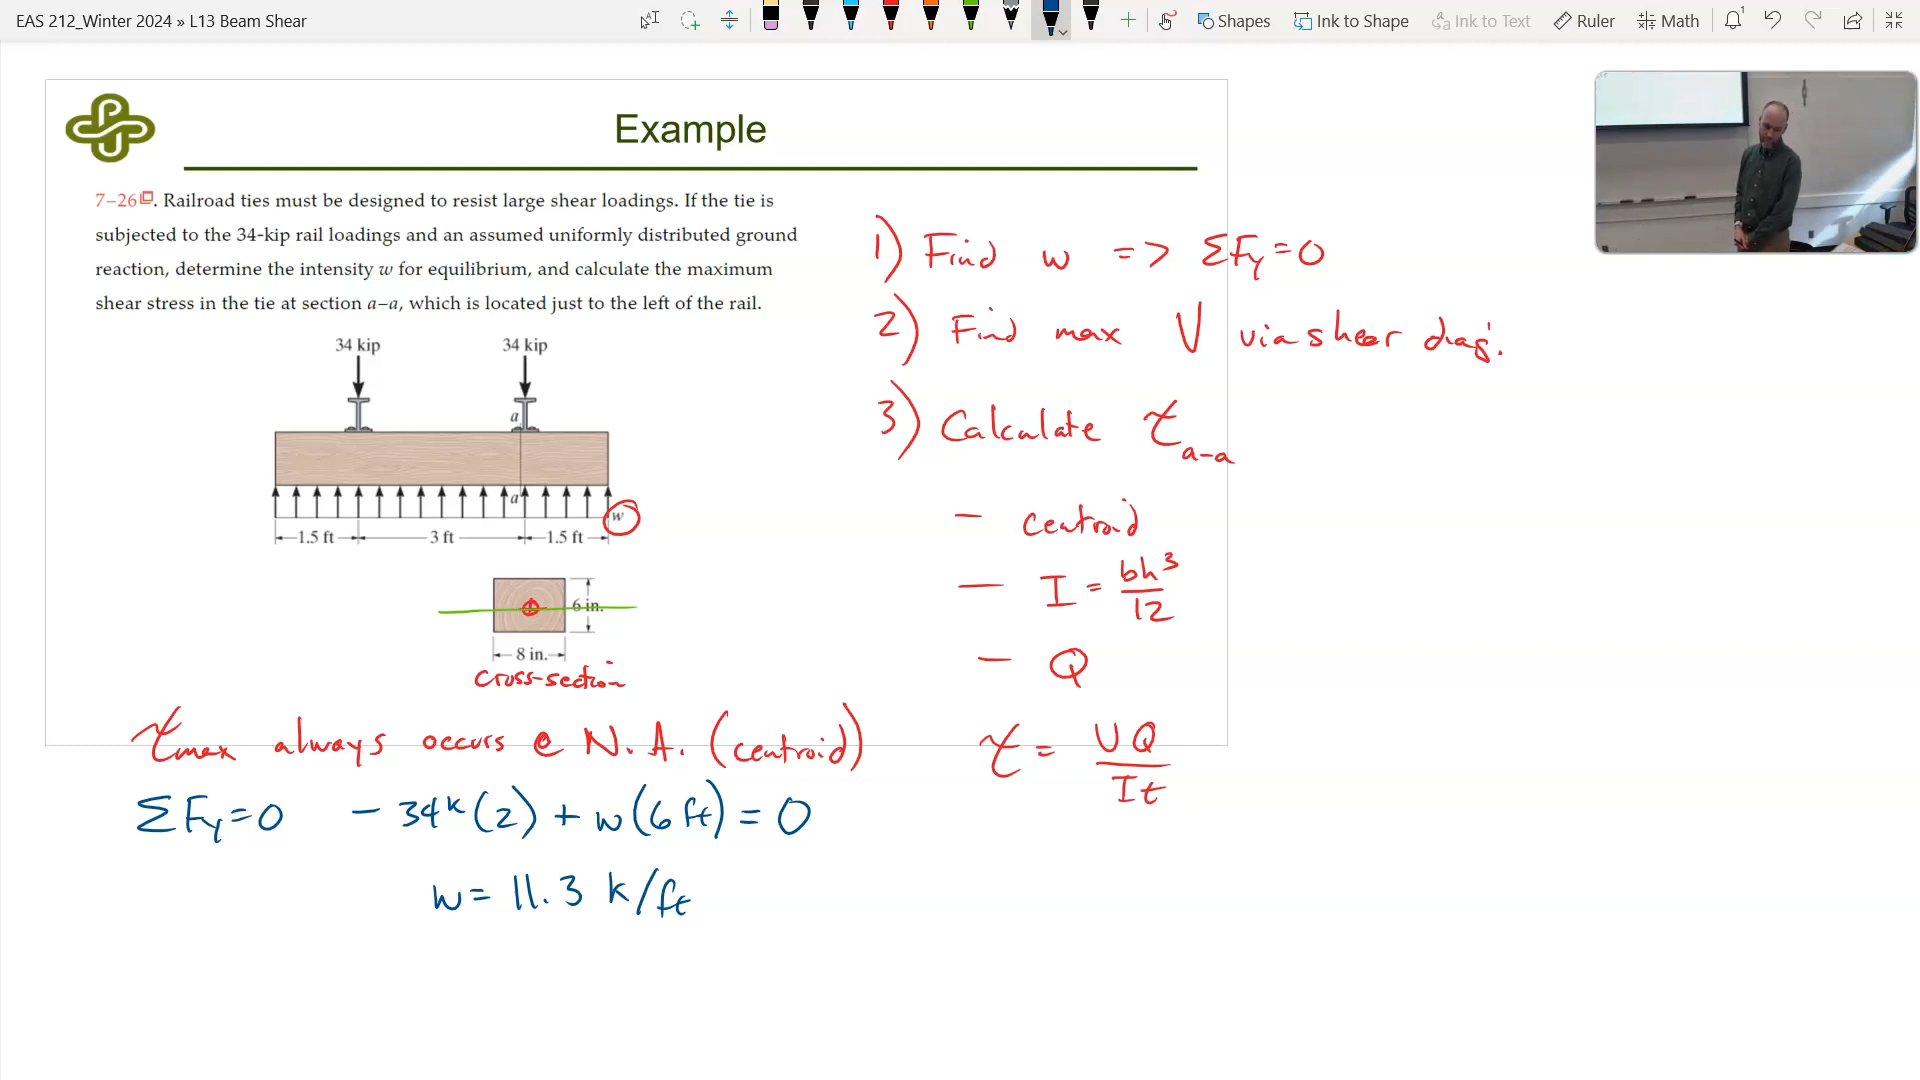 EAS 212_Winter 2024 » L13 Beam Shear
Shapes
Ink to Shape
Ink to Text
Ruler
Math
Example
7–26. Railroad ties must be designed to resist large shear loadings. If the tie is
subjected to the 34-kip rail loadings and an assumed uniformly distributed ground
reaction, determine the intensity w for equilibrium, and calculate the maximum
shear stress in the tie at section a–a, which is located just to the left of the rail.
34 kip
34 kip
a
a
w
1.5 ft
3 ft
1.5 ft
6 in.
8 in.
cross-section
1) Find w => ΣFy=0
2) Find max V via shear diag.
3) Calculate τa-a
- centroid
- I = bh³/12
- Q
τ = VQ/It
τmax always occurs @ N.A. (centroid)
ΣFy=0 -34ᵏ(2) + w(6 ft) = 0
w= 11.3 k/ft